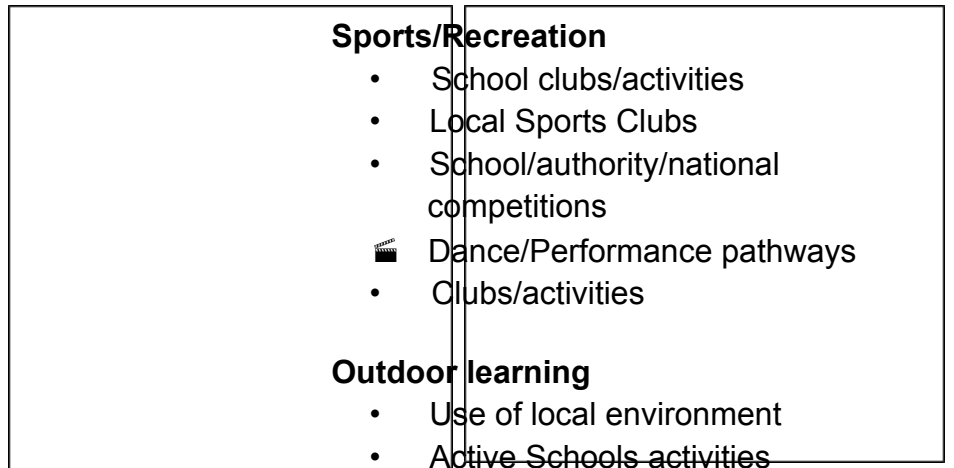 Sports/Recreation
• School clubs/activities
• Local Sports Clubs
• School/authority/national
competitions
🎬 Dance/Performance pathways
• Clubs/activities
Outdoor learning
• Use of local environment
• Active Schools activities